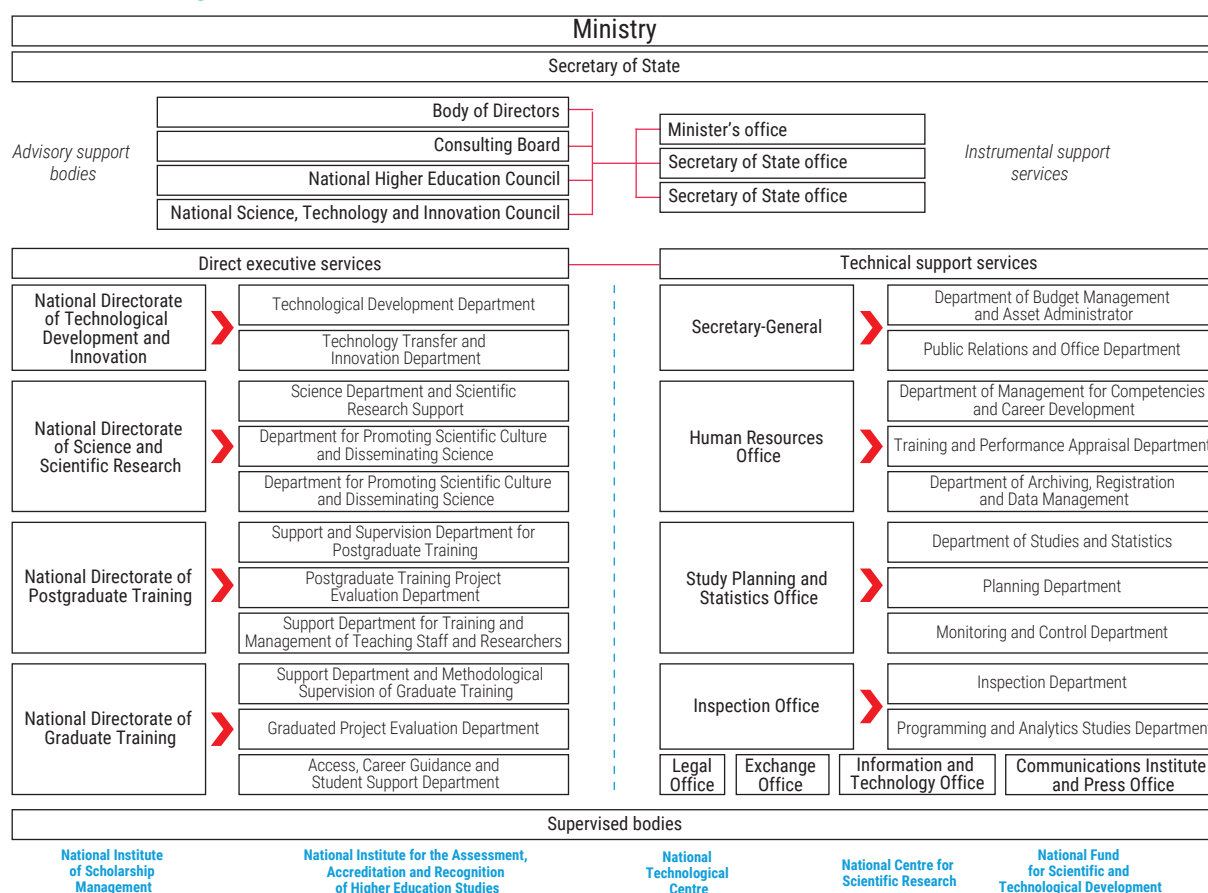 Ministry
Secretary of State
Advisory support
bodies
Body of Directors
Consulting Board
National Higher Education Council
National Science, Technology and Innovation Council
Minister's office
Secretary of State office
Secretary of State office
Instrumental support
services
Direct executive services
National Directorate
of Technological
Development and
Innovation
Technological Development Department
Technology Transfer and
Innovation Department
National Directorate
of Science and
Scientific Research
Science Department and Scientific
Research Support
Department for Promoting Scientific Culture
and Disseminating Science
Department for Promoting Scientific Culture
and Disseminating Science
National Directorate of
Postgraduate Training
Support and Supervision Department for
Postgraduate Training
Postgraduate Training Project
Evaluation Department
Support Department for Training and
Management of Teaching Staff and Researchers
National Directorate of
Graduate Training
Support Department and Methodological
Supervision of Graduate Training
Graduated Project Evaluation Department
Access, Career Guidance and
Student Support Department
Technical support services
Secretary-General
Department of Budget Management
and Asset Administrator
Public Relations and Office Department
Human Resources
Office
Department of Management for Competencies
and Career Development
Training and Performance Appraisal Department
Department of Archiving, Registration
and Data Management
Study Planning and
Statistics Office
Department of Studies and Statistics
Planning Department
Monitoring and Control Department
Inspection Office
Inspection Department
Programming and Analytics Studies Department
Legal
Office
Exchange
Office
Information and
Technology Office
Communications Institute
and Press Office
Supervised bodies
National Institute
of Scholarship
Management
National Institute for the Assessment,
Accreditation and Recognition
of Higher Education Studies
National
Technological
Centre
National Centre for
Scientific Research
National Fund
for Scientific and
Technological Development